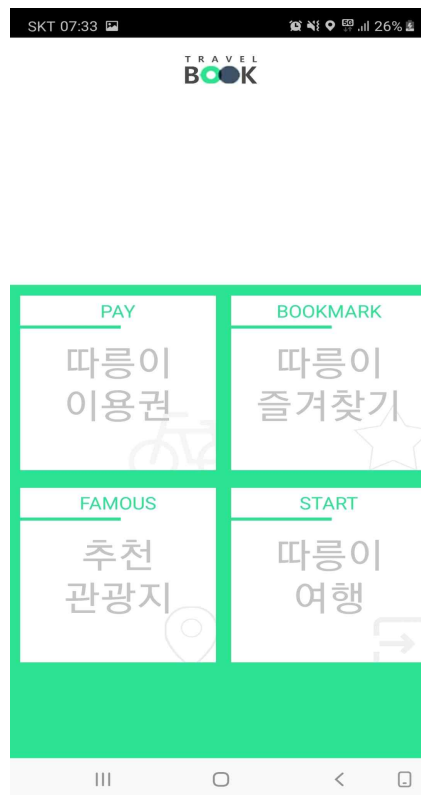 SKT 07:33 5G 26%
TRAVEL
BOOK
PAY
따릉이
이용권
BOOKMARK
따릉이
즐겨찾기
FAMOUS
추천
관광지
START
따릉이
여행